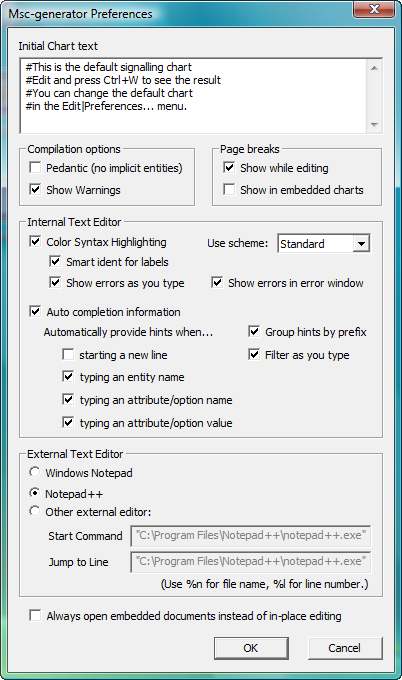 Msc-generator Preferences
Initial Chart text
#This is the default signalling chart
#Edit and press Ctrl+W to see the result
#You can change the default chart
#in the Edit|Preferences... menu.
Compilation options
Page breaks
Pedantic (no implicit entities)
Show while editing
Show Warnings
Show in embedded charts
Internal Text Editor
Color Syntax Highlighting
Use scheme: Standard
Smart ident for labels
Show errors as you type
Show errors in error window
Auto completion information
Automatically provide hints when...
Group hints by prefix
starting a new line
Filter as you type
typing an entity name
typing an attribute/option name
typing an attribute/option value
External Text Editor
Windows Notepad
Notepad++
Other external editor:
Start Command "C:\Program Files\Notepad++\notepad++.exe"
Jump to Line "C:\Program Files\Notepad++\notepad++.exe"
(Use %n for file name, %l for line number.)
Always open embedded documents instead of in-place editing
OK Cancel